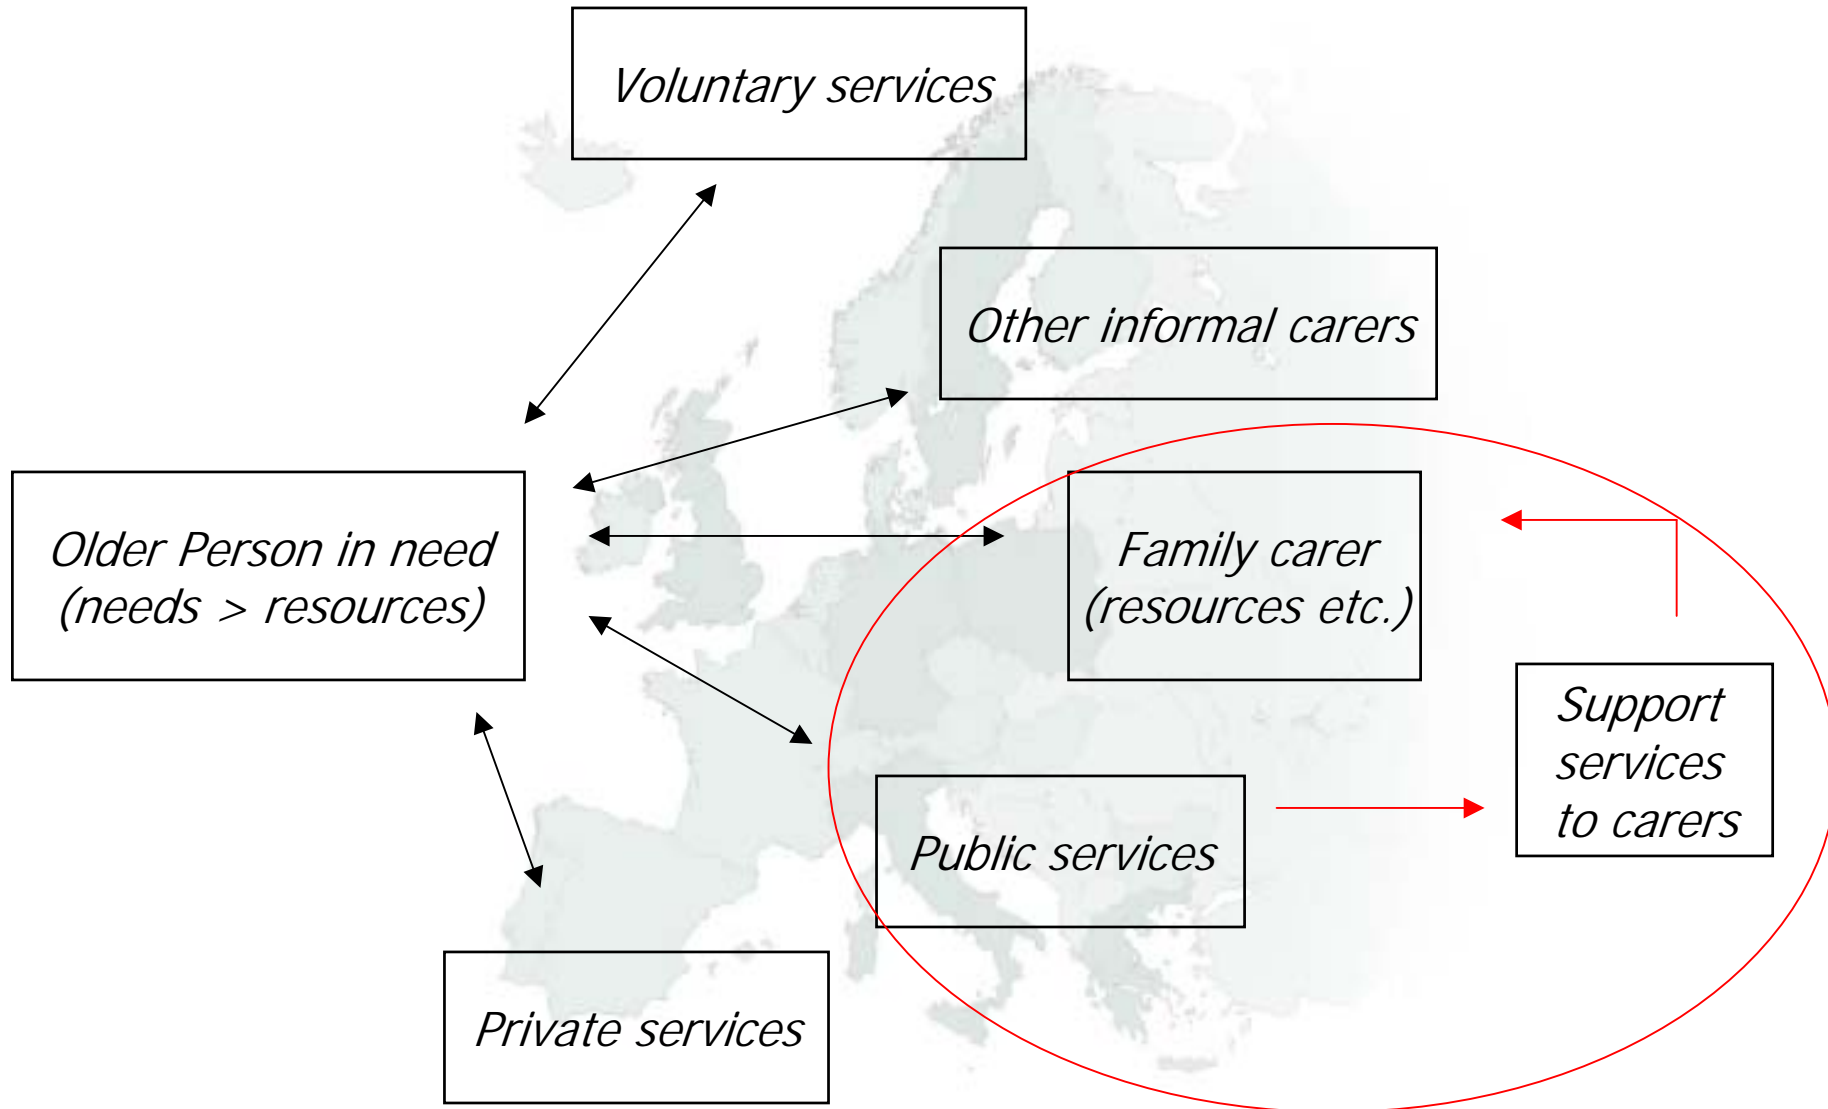 Voluntary services
Other informal carers
Older Person in need
(needs > resources)
Family carer
(resources etc.)
Support
services
to carers
Public services
Private services